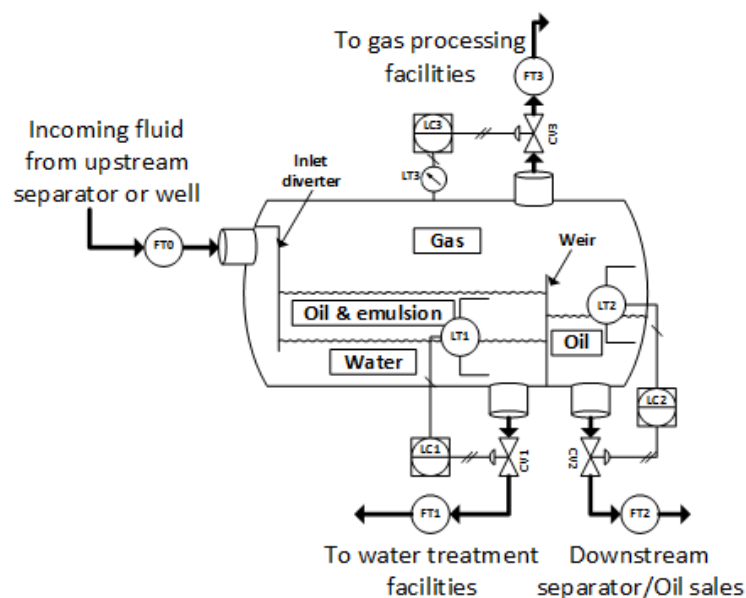 To gas processing
facilities
FT3
LC3
CV3
Incoming fluid
from upstream
separator or well
Inlet
diverter
LT3
FT0
Gas
Weir
Oil & emulsion
LT1
LT2
Oil
Water
LC2
LC1
CV1
CV2
FT1
FT2
To water treatment
facilities
Downstream
separator/Oil sales